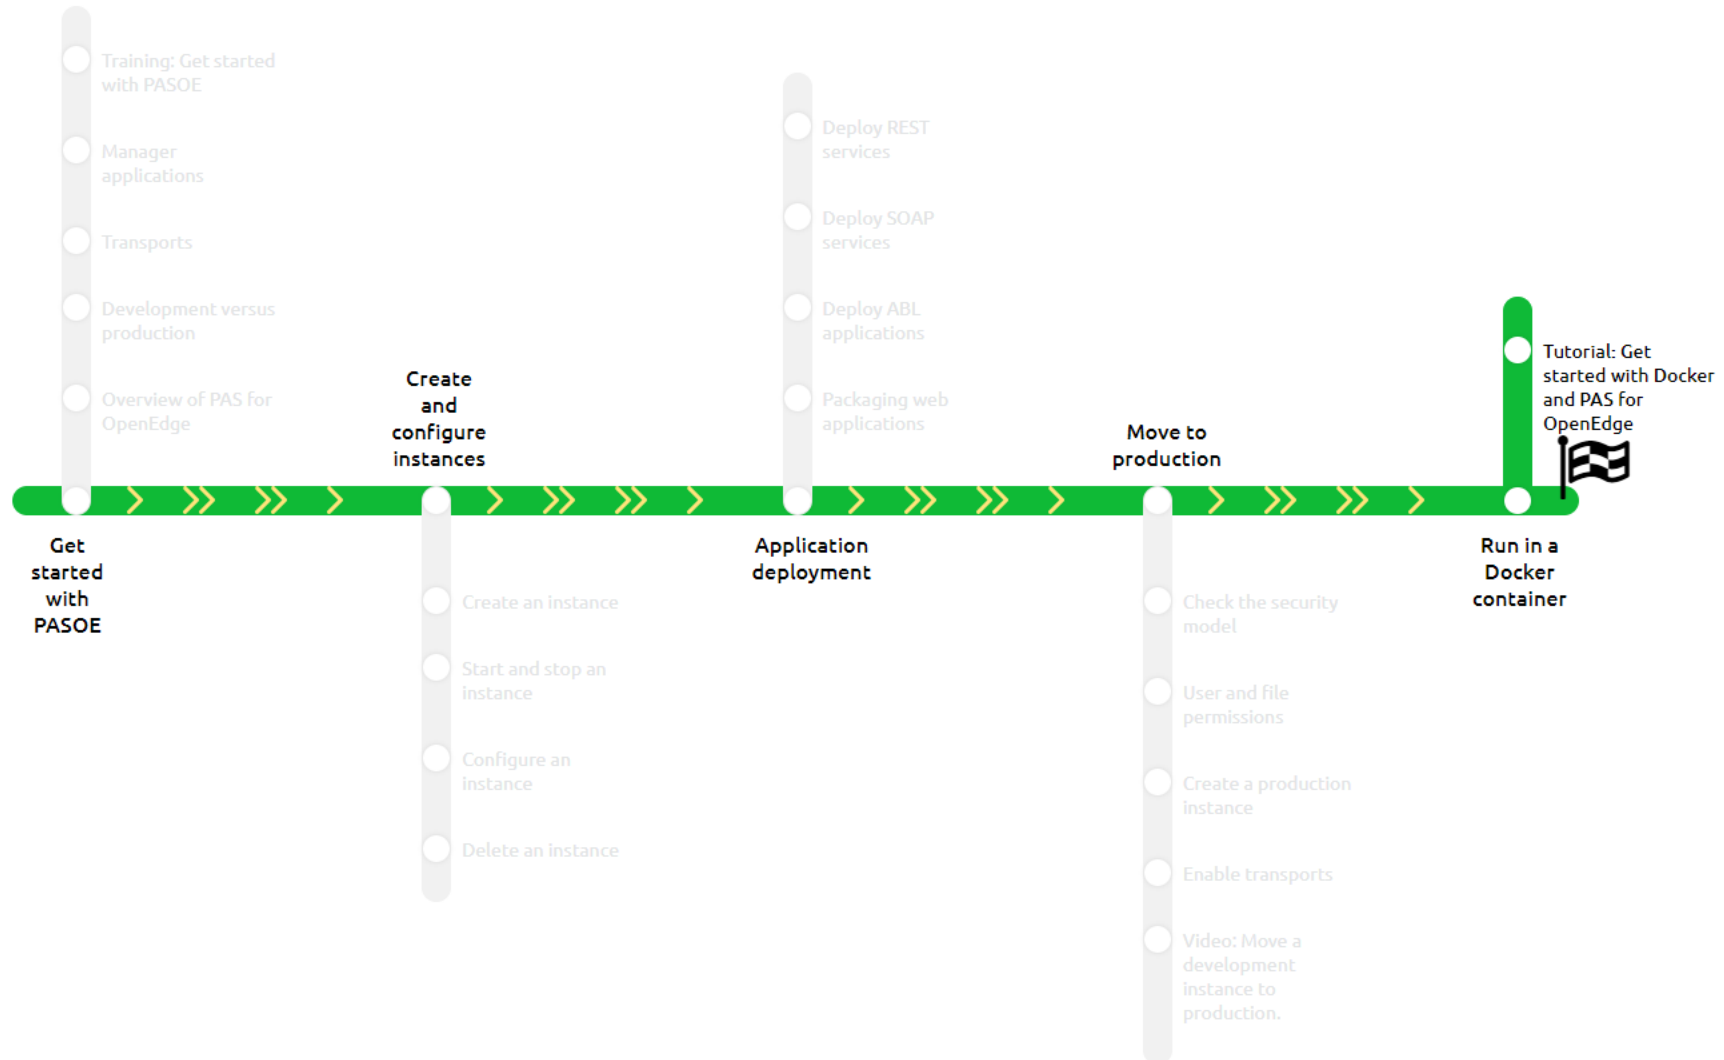 Training: Get started
with PASOE
Manager
applications
Transports
Development versus
production
Overview of PAS for
OpenEdge
Get
started
with
PASOE
Create
and
configure
instances
Create an instance
Start and stop an
instance
Configure an
instance
Delete an instance
Deploy REST
services
Deploy SOAP
services
Deploy ABL
applications
Packaging web
applications
Application
deployment
Move to
production
Check the security
model
User and file
permissions
Create a production
instance
Enable transports
Video: Move a
development
instance to
production.
Tutorial: Get
started with Docker
and PAS for
OpenEdge
Run in a
Docker
container